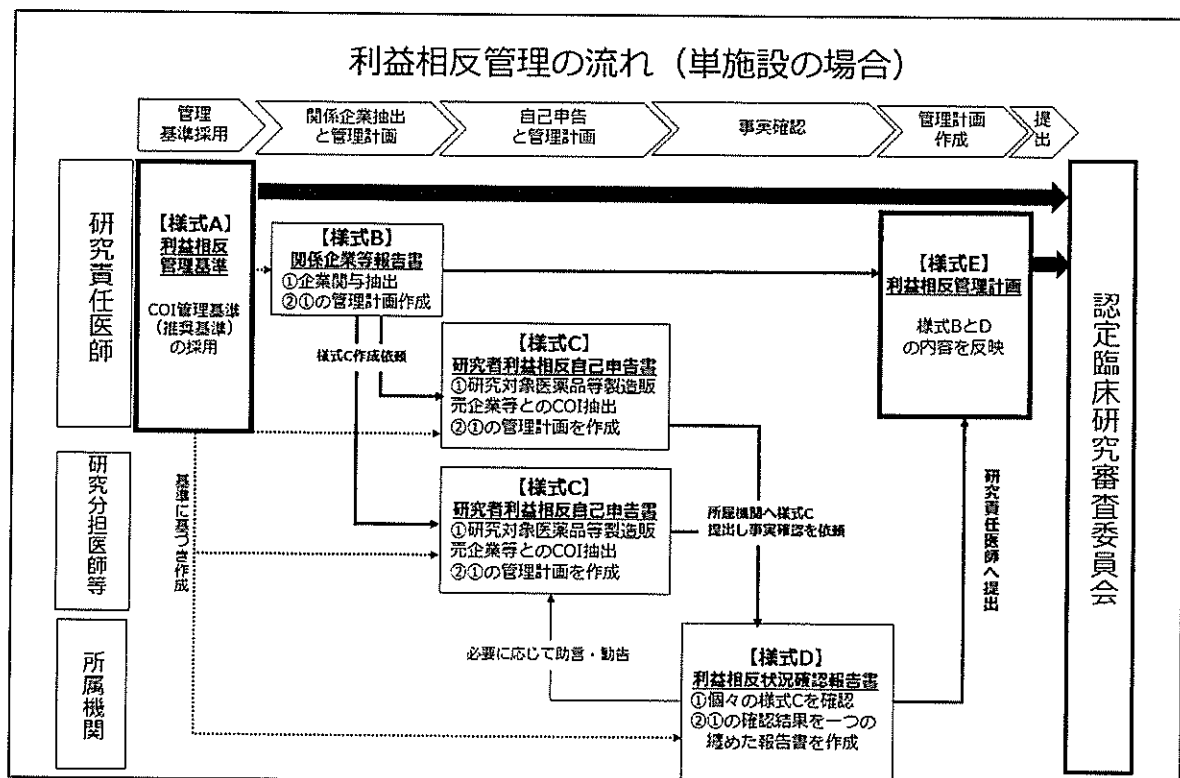 利益相反管理の流れ（単施設の場合）
管理
基準採用
関係企業抽出
と管理計画
自己申告
と管理計画
事実確認
管理計画
作成
提
出
研究責任医師
【様式A】
利益相反
管理基準
COI管理基準
（推奨基準）
の採用
【様式B】
関係企業等報告書
①企業関与抽出
②①の管理計画作成
様式C作成依頼
【様式C】
研究者利益相反自己申告書
①研究対象医薬品等製造販
売元企業等とのCOI抽出
②①の管理計画を作成
【様式E】
利益相反管理計画
様式BとD
の内容を反映
認定臨床研究審査委員会
研究分担医師等
基準に基づき作成
【様式C】
研究者利益相反自己申告書
①研究対象医薬品等製造販
売元企業等とのCOI抽出
②①の管理計画を作成
所属機関へ様式C
提出し事実確認を依頼
研究責任医師へ提出
所属機関
必要に応じて助言・勧告
【様式D】
利益相反状況確認報告書
①個々の様式Cを確認
②①の確認結果を一つの
纏めた報告書を作成